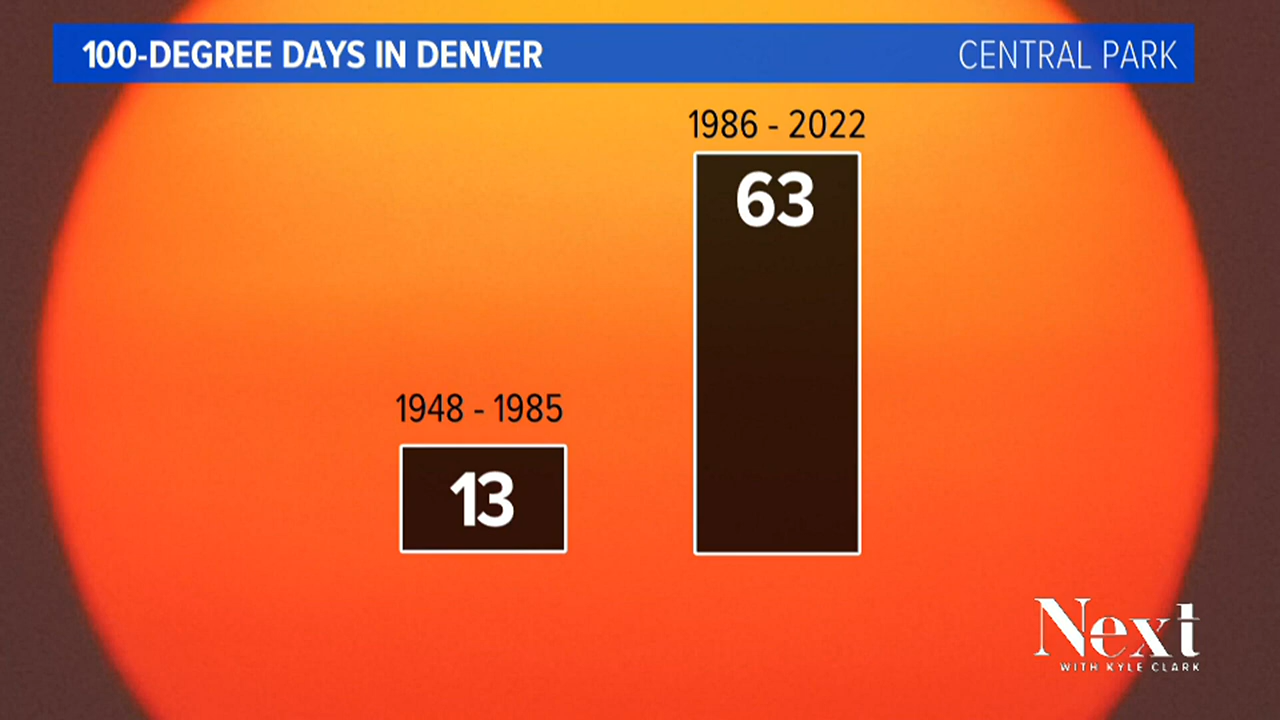 100-DEGREE DAYS IN DENVER
CENTRAL PARK
1986 - 2022
63
1948 - 1985
13
Next
WITH KYLE CLARK